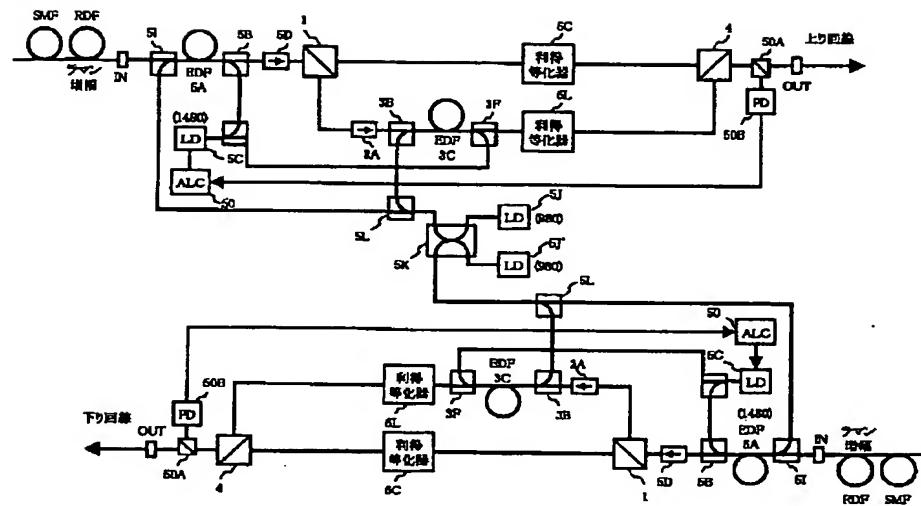 SMF RDF
ラマン
増幅
IN
5I
EDF
5A
5B
5D
1
6C
利得
等化器
4
50A
上り回線
OUT
PD
50B
3B
3F
EDF
3C
3A
6L
利得
等化器
(1480)
LD
5C
ALC
50
5L
5K
5J
LD
(980)
5J'
LD
(980)
5L
50
ALC
5C
LD
(1480)
50B
PD
下り回線
OUT
50A
4
利得
等化器
6L
3F
EDF
3C
3B
3A
利得
等化器
6C
1
5D
5B
EDF
5A
5I
IN
ラマン
増幅
RDF SMF